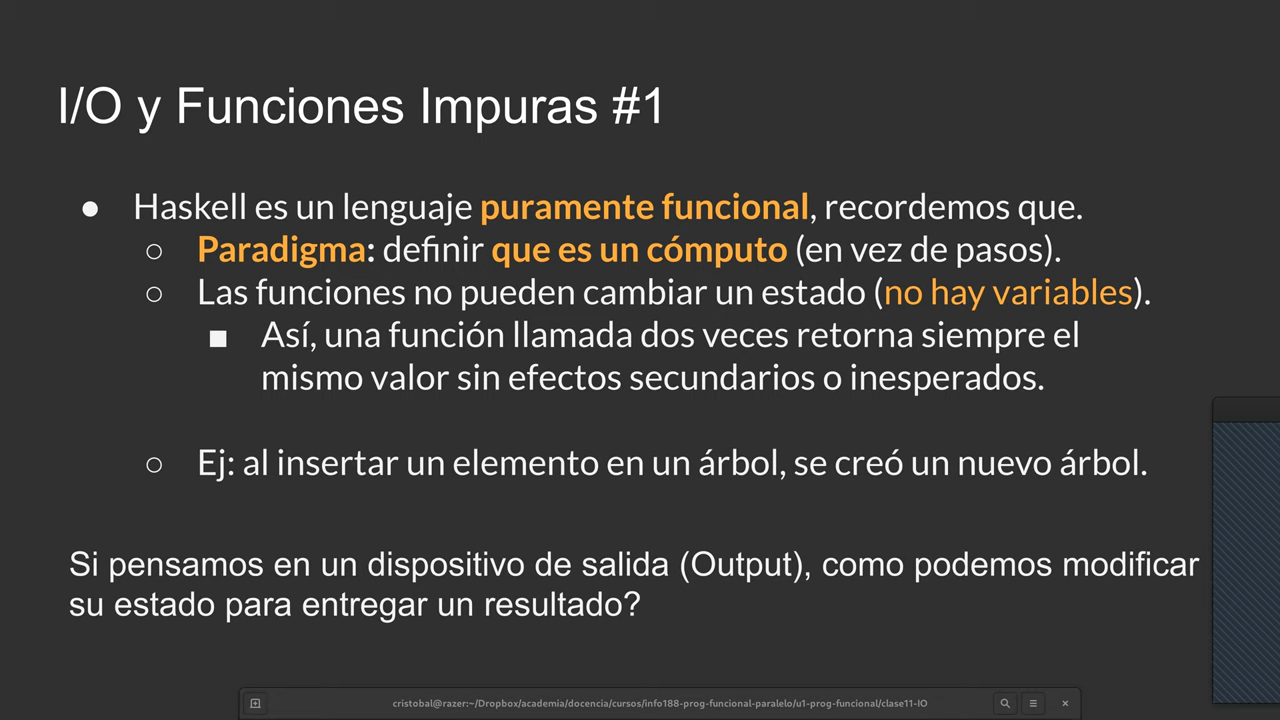 I/O y Funciones Impuras #1
● Haskell es un lenguaje puramente funcional, recordemos que.
○ Paradigma: definir que es un cómputo (en vez de pasos).
○ Las funciones no pueden cambiar un estado (no hay variables).
■ Así, una función llamada dos veces retorna siempre el
mismo valor sin efectos secundarios o inesperados.
○ Ej: al insertar un elemento en un árbol, se creó un nuevo árbol.
Si pensamos en un dispositivo de salida (Output), como podemos modificar
su estado para entregar un resultado?
cristobal@razer:~/Dropbox/academia/docencia/cursos/info188-prog-funcional-paralelo/u1-prog-funcional/clase11-IO